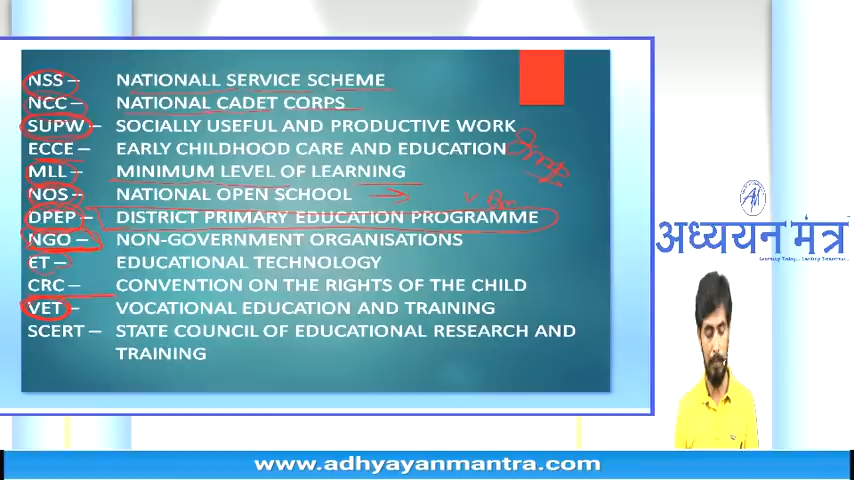 NSS – NATIONALL SERVICE SCHEME
NCC – NATIONAL CADET CORPS
SUPW – SOCIALLY USEFUL AND PRODUCTIVE WORK
ECCE – EARLY CHILDHOOD CARE AND EDUCATION
MLL – MINIMUM LEVEL OF LEARNING
NOS – NATIONAL OPEN SCHOOL
DPEP – DISTRICT PRIMARY EDUCATION PROGRAMME
NGO – NON-GOVERNMENT ORGANISATIONS
ET – EDUCATIONAL TECHNOLOGY
CRC – CONVENTION ON THE RIGHTS OF THE CHILD
VET – VOCATIONAL EDUCATION AND TRAINING
SCERT – STATE COUNCIL OF EDUCATIONAL RESEARCH AND
TRAINING
Imp
अध्ययन मंत्र
www.adhyayanmantra.com